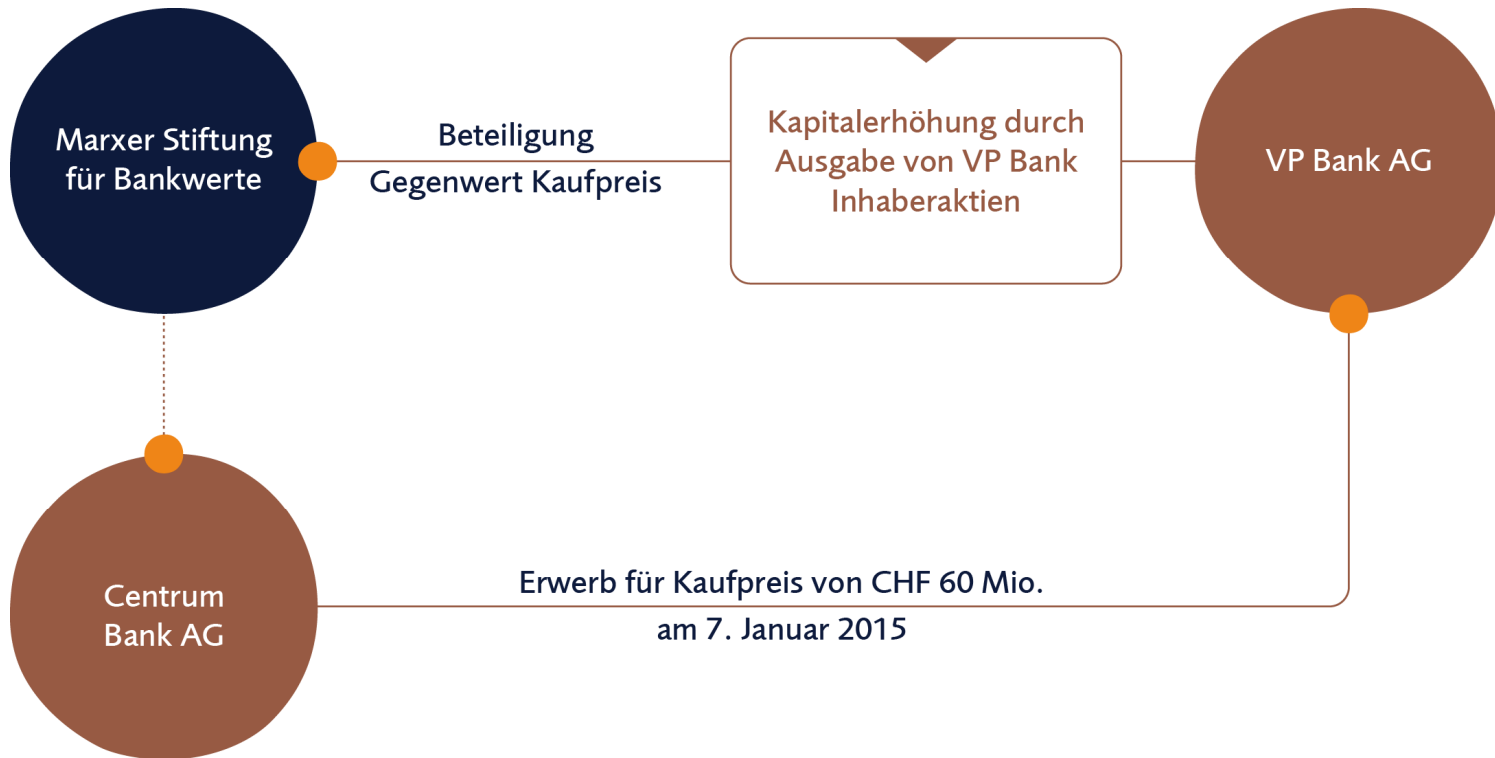 Marxer Stiftung
für Bankwerte
Beteiligung
Gegenwert Kaufpreis
Kapitalerhöhung durch
Ausgabe von VP Bank
Inhaberaktien
VP Bank AG
Centrum
Bank AG
Erwerb für Kaufpreis von CHF 60 Mio.
am 7. Januar 2015